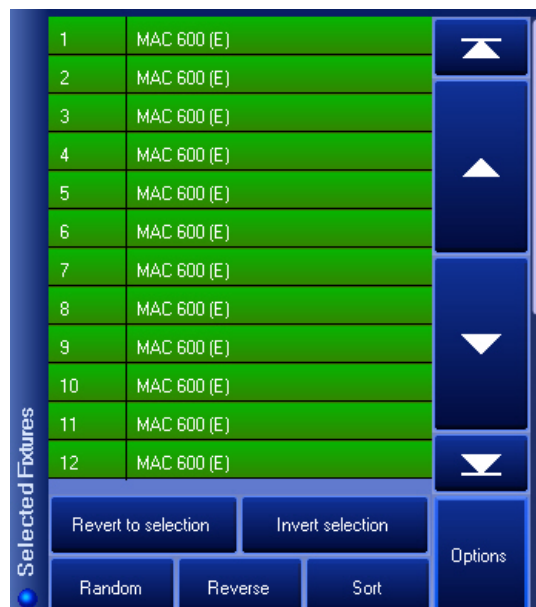 1 MAC 600 (E)
2 MAC 600 (E)
3 MAC 600 (E)
4 MAC 600 (E)
5 MAC 600 (E)
6 MAC 600 (E)
7 MAC 600 (E)
8 MAC 600 (E)
9 MAC 600 (E)
10 MAC 600 (E)
11 MAC 600 (E)
12 MAC 600 (E)
Selected Fixtures
Revert to selection Invert selection
Options
Random Reverse Sort